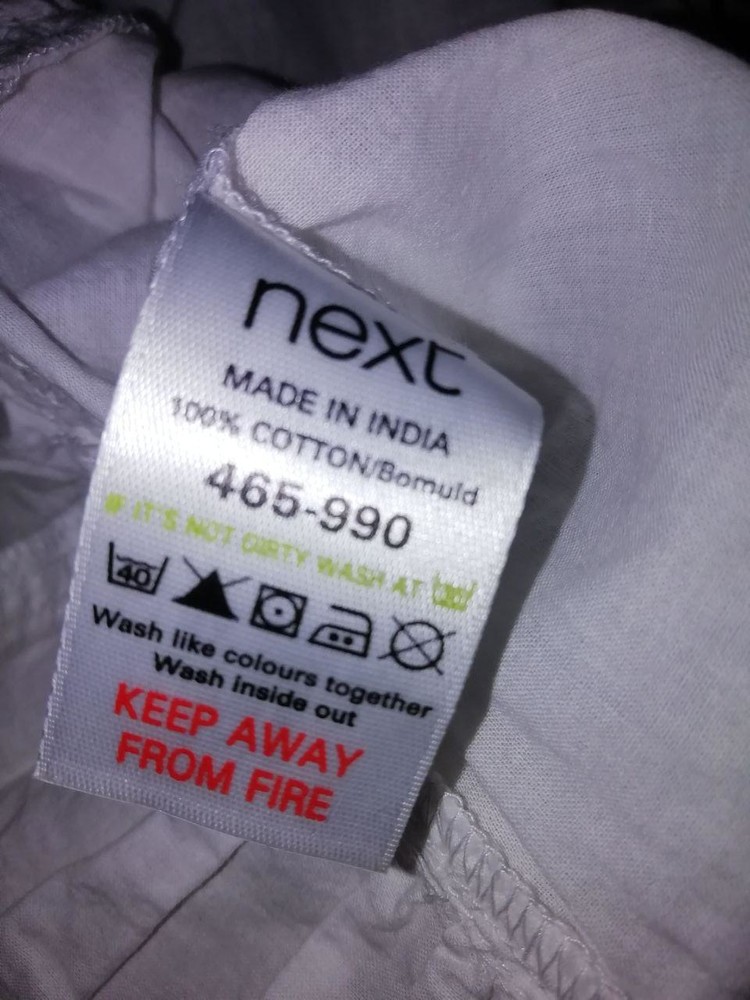 next
MADE IN INDIA
100% COTTON/Bomuld
465-990
IF IT'S NOT DIRTY WASH AT 30
40
Wash like colours together
Wash inside out
KEEP AWAY
FROM FIRE